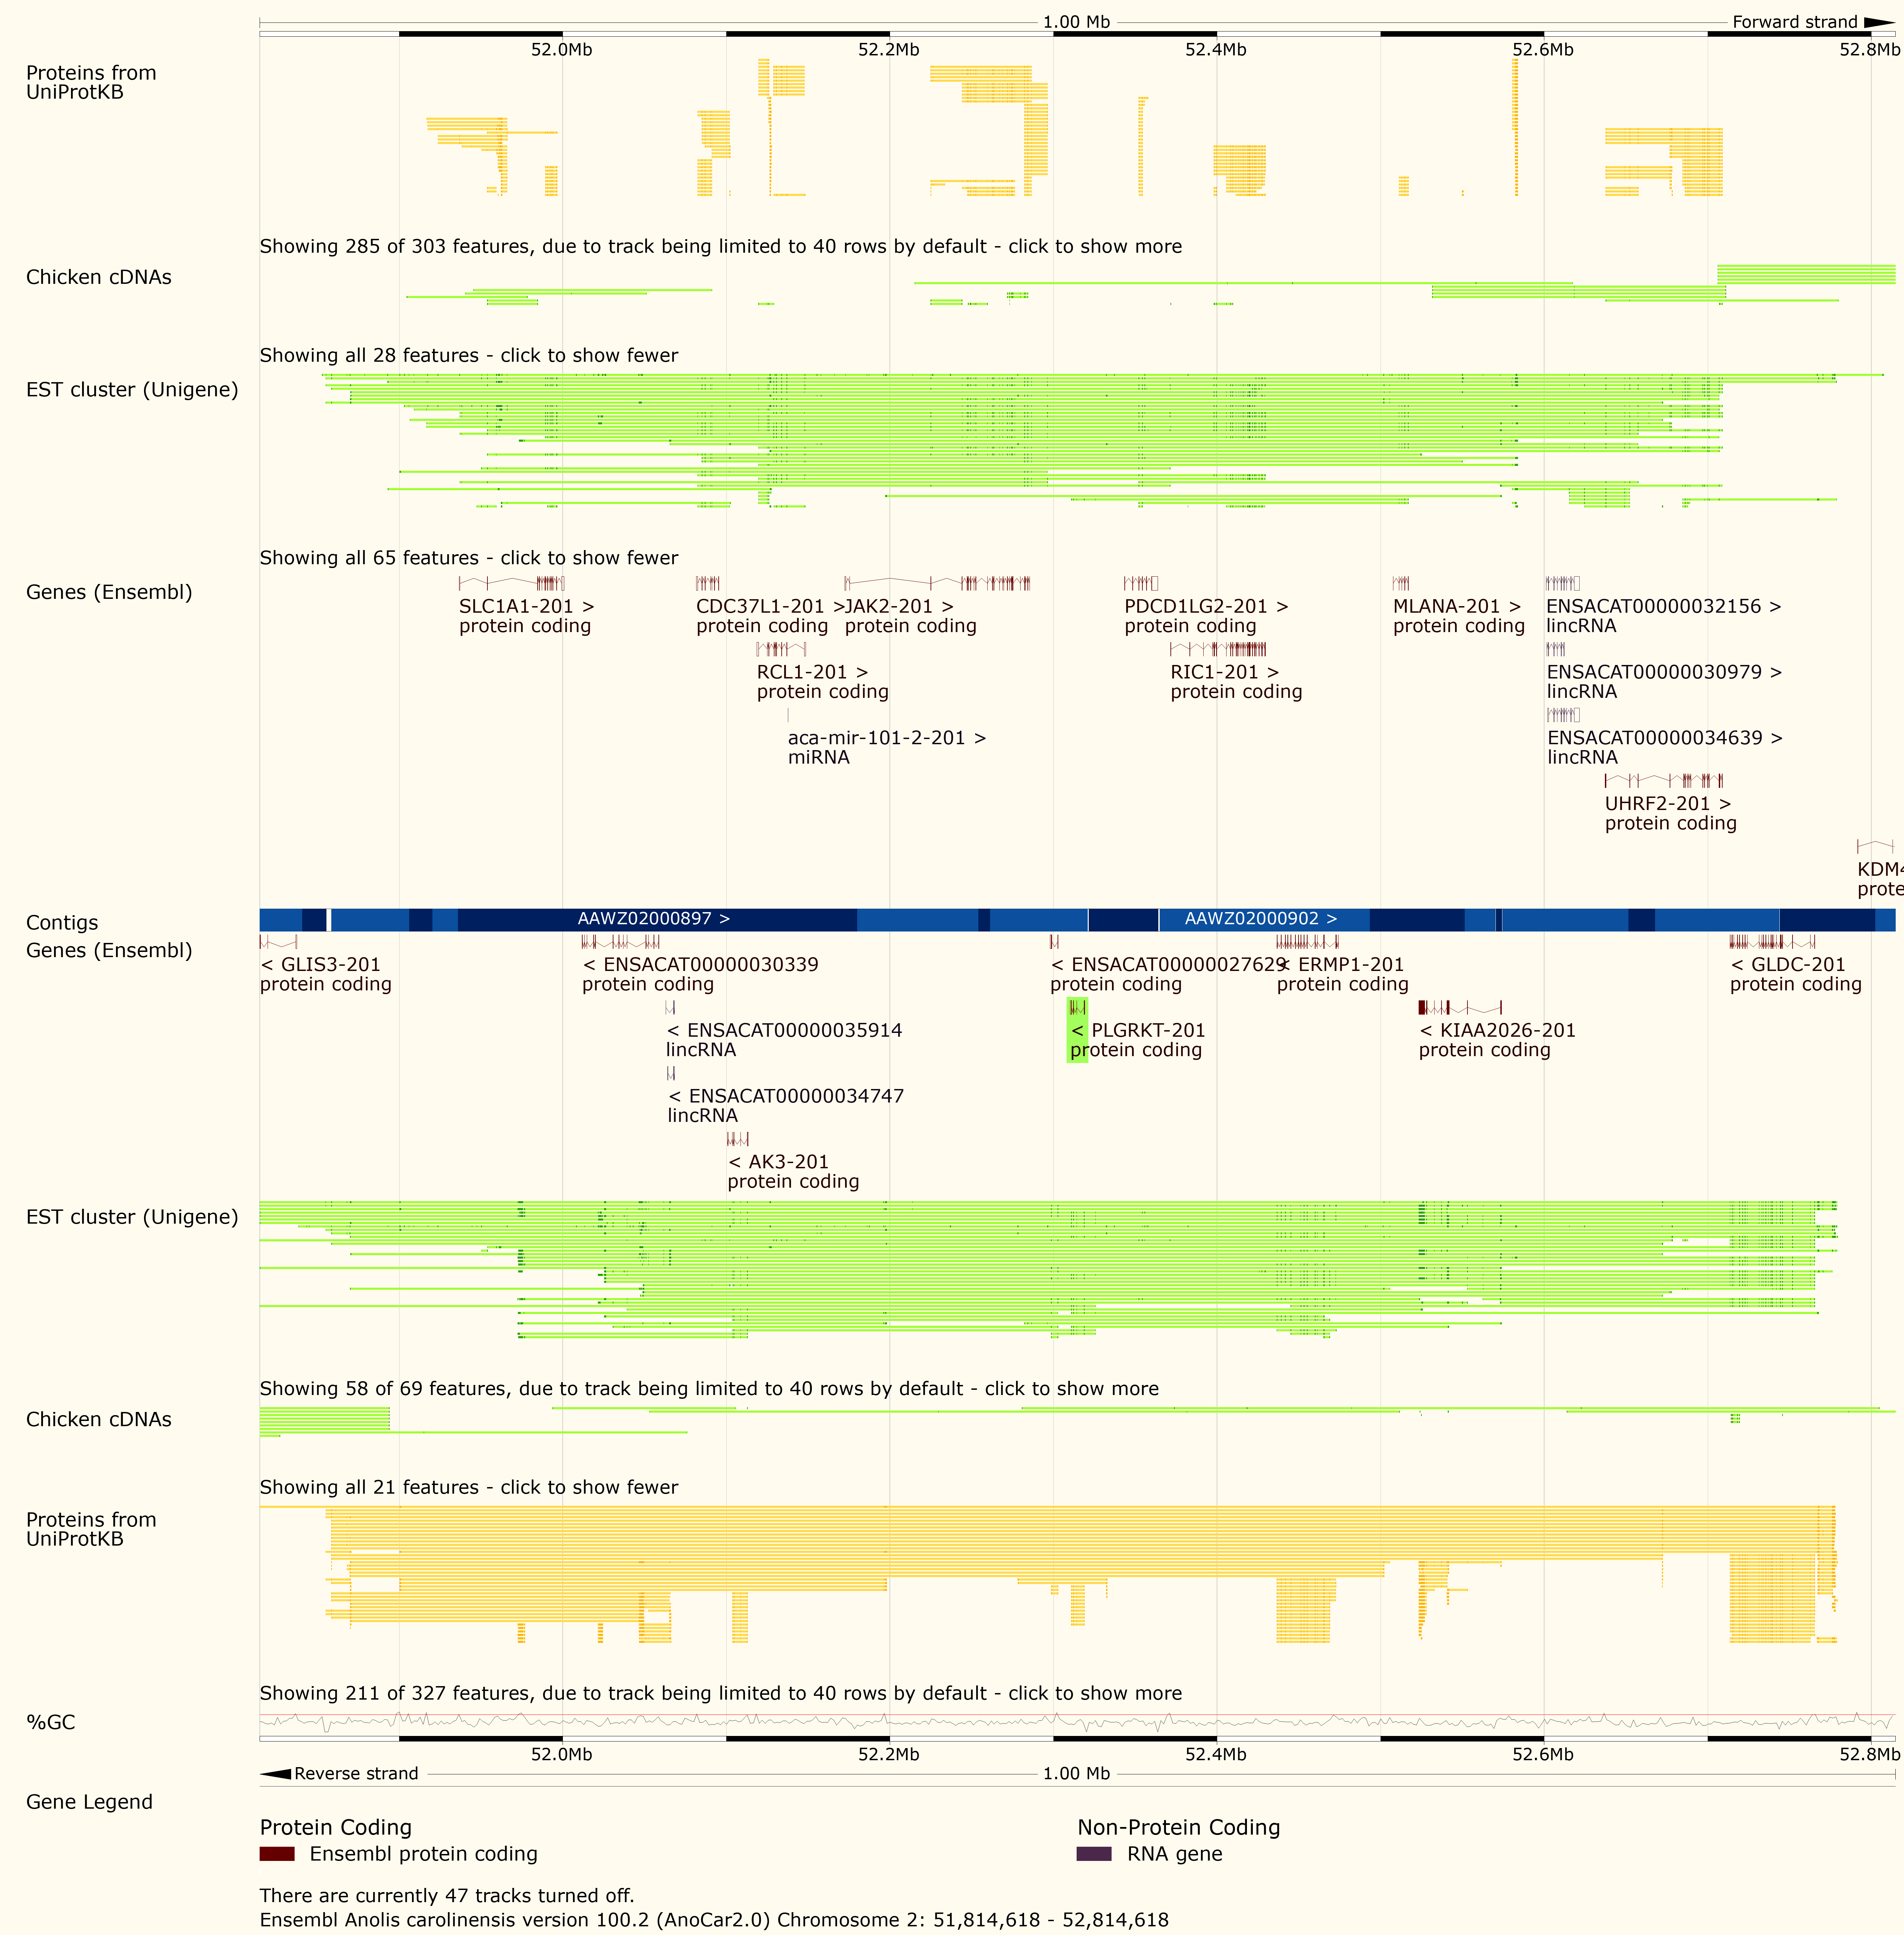 1.00 Mb
Forward strand
52.0Mb 52.2Mb 52.4Mb 52.6Mb 52.8Mb
Proteins from
UniProtKB
Showing 285 of 303 features, due to track being limited to 40 rows by default - click to show more
Chicken cDNAs
Showing all 28 features - click to show fewer
EST cluster (Unigene)
Showing all 65 features - click to show fewer
Genes (Ensembl)
SLC1A1-201 > CDC37L1-201 > JAK2-201 > PDCD1LG2-201 > MLANA-201 > ENSACAT00000032156 >
protein coding protein coding protein coding protein coding protein coding lincRNA
RCL1-201 > RIC1-201 > ENSACAT00000030979 >
protein coding protein coding lincRNA
aca-mir-101-2-201 > ENSACAT00000034639 >
miRNA lincRNA
UHRF2-201 >
protein coding
KDM4
prote
Contigs
AAWZ02000897 > AAWZ02000902 >
Genes (Ensembl)
< GLIS3-201 < ENSACAT00000030339 < ENSACAT00000027629 < ERMP1-201 < GLDC-201
protein coding protein coding protein coding protein coding protein coding
< ENSACAT00000035914 < PLGRKT-201 < KIAA2026-201
lincRNA protein coding protein coding
< ENSACAT00000034747
lincRNA
< AK3-201
protein coding
EST cluster (Unigene)
Showing 58 of 69 features, due to track being limited to 40 rows by default - click to show more
Chicken cDNAs
Showing all 21 features - click to show fewer
Proteins from
UniProtKB
Showing 211 of 327 features, due to track being limited to 40 rows by default - click to show more
%GC
52.0Mb 52.2Mb 52.4Mb 52.6Mb 52.8Mb
Reverse strand
1.00 Mb
Gene Legend
Protein Coding Non-Protein Coding
Ensembl protein coding RNA gene
There are currently 47 tracks turned off.
Ensembl Anolis carolinensis version 100.2 (AnoCar2.0) Chromosome 2: 51,814,618 - 52,814,618